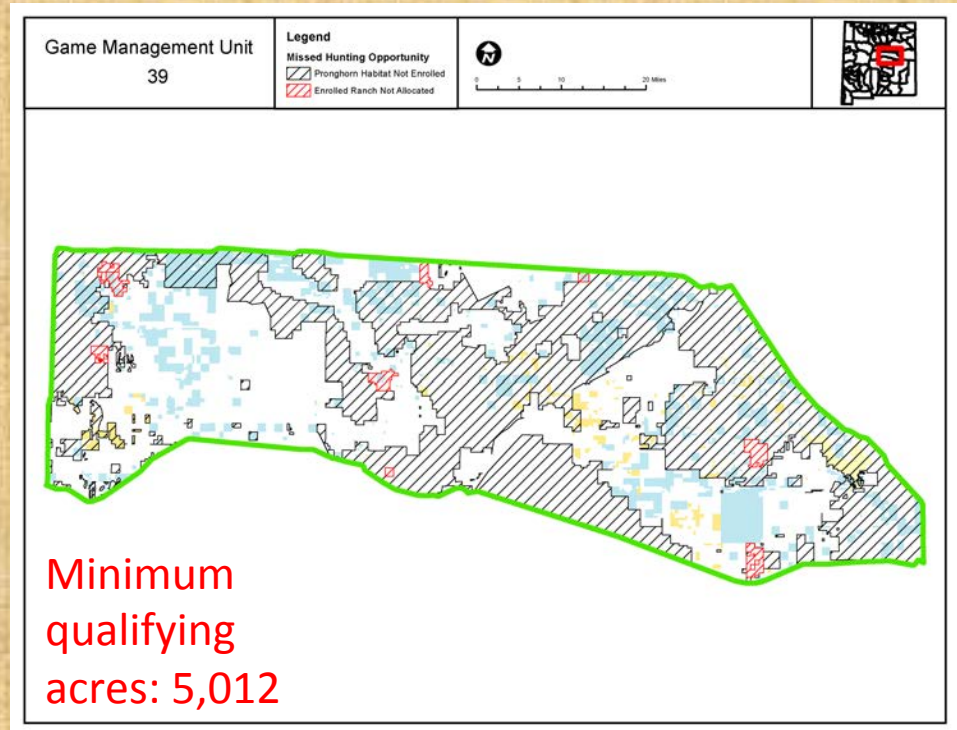 Game Management Unit
39
Legend
Missed Hunting Opportunity
Pronghorn Habitat Not Enrolled
Enrolled Ranch Not Allocated
N
0 5 10 20 Miles
Minimum
qualifying
acres: 5,012